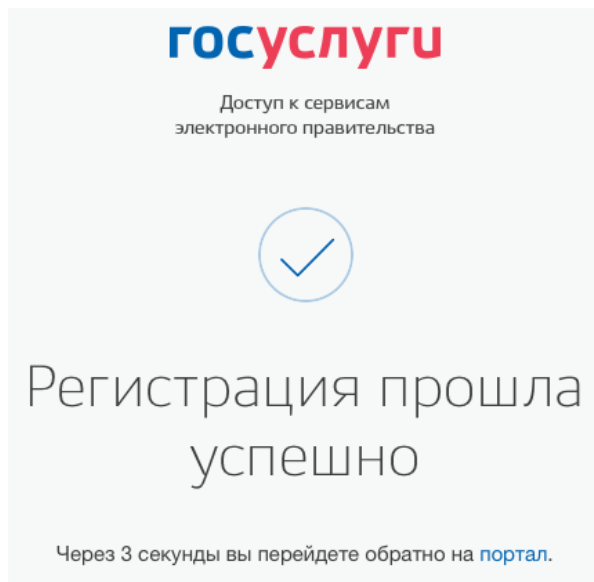 госуслуги
Доступ к сервисам
электронного правительства
Регистрация прошла
успешно
Через 3 секунды вы перейдете обратно на портал.